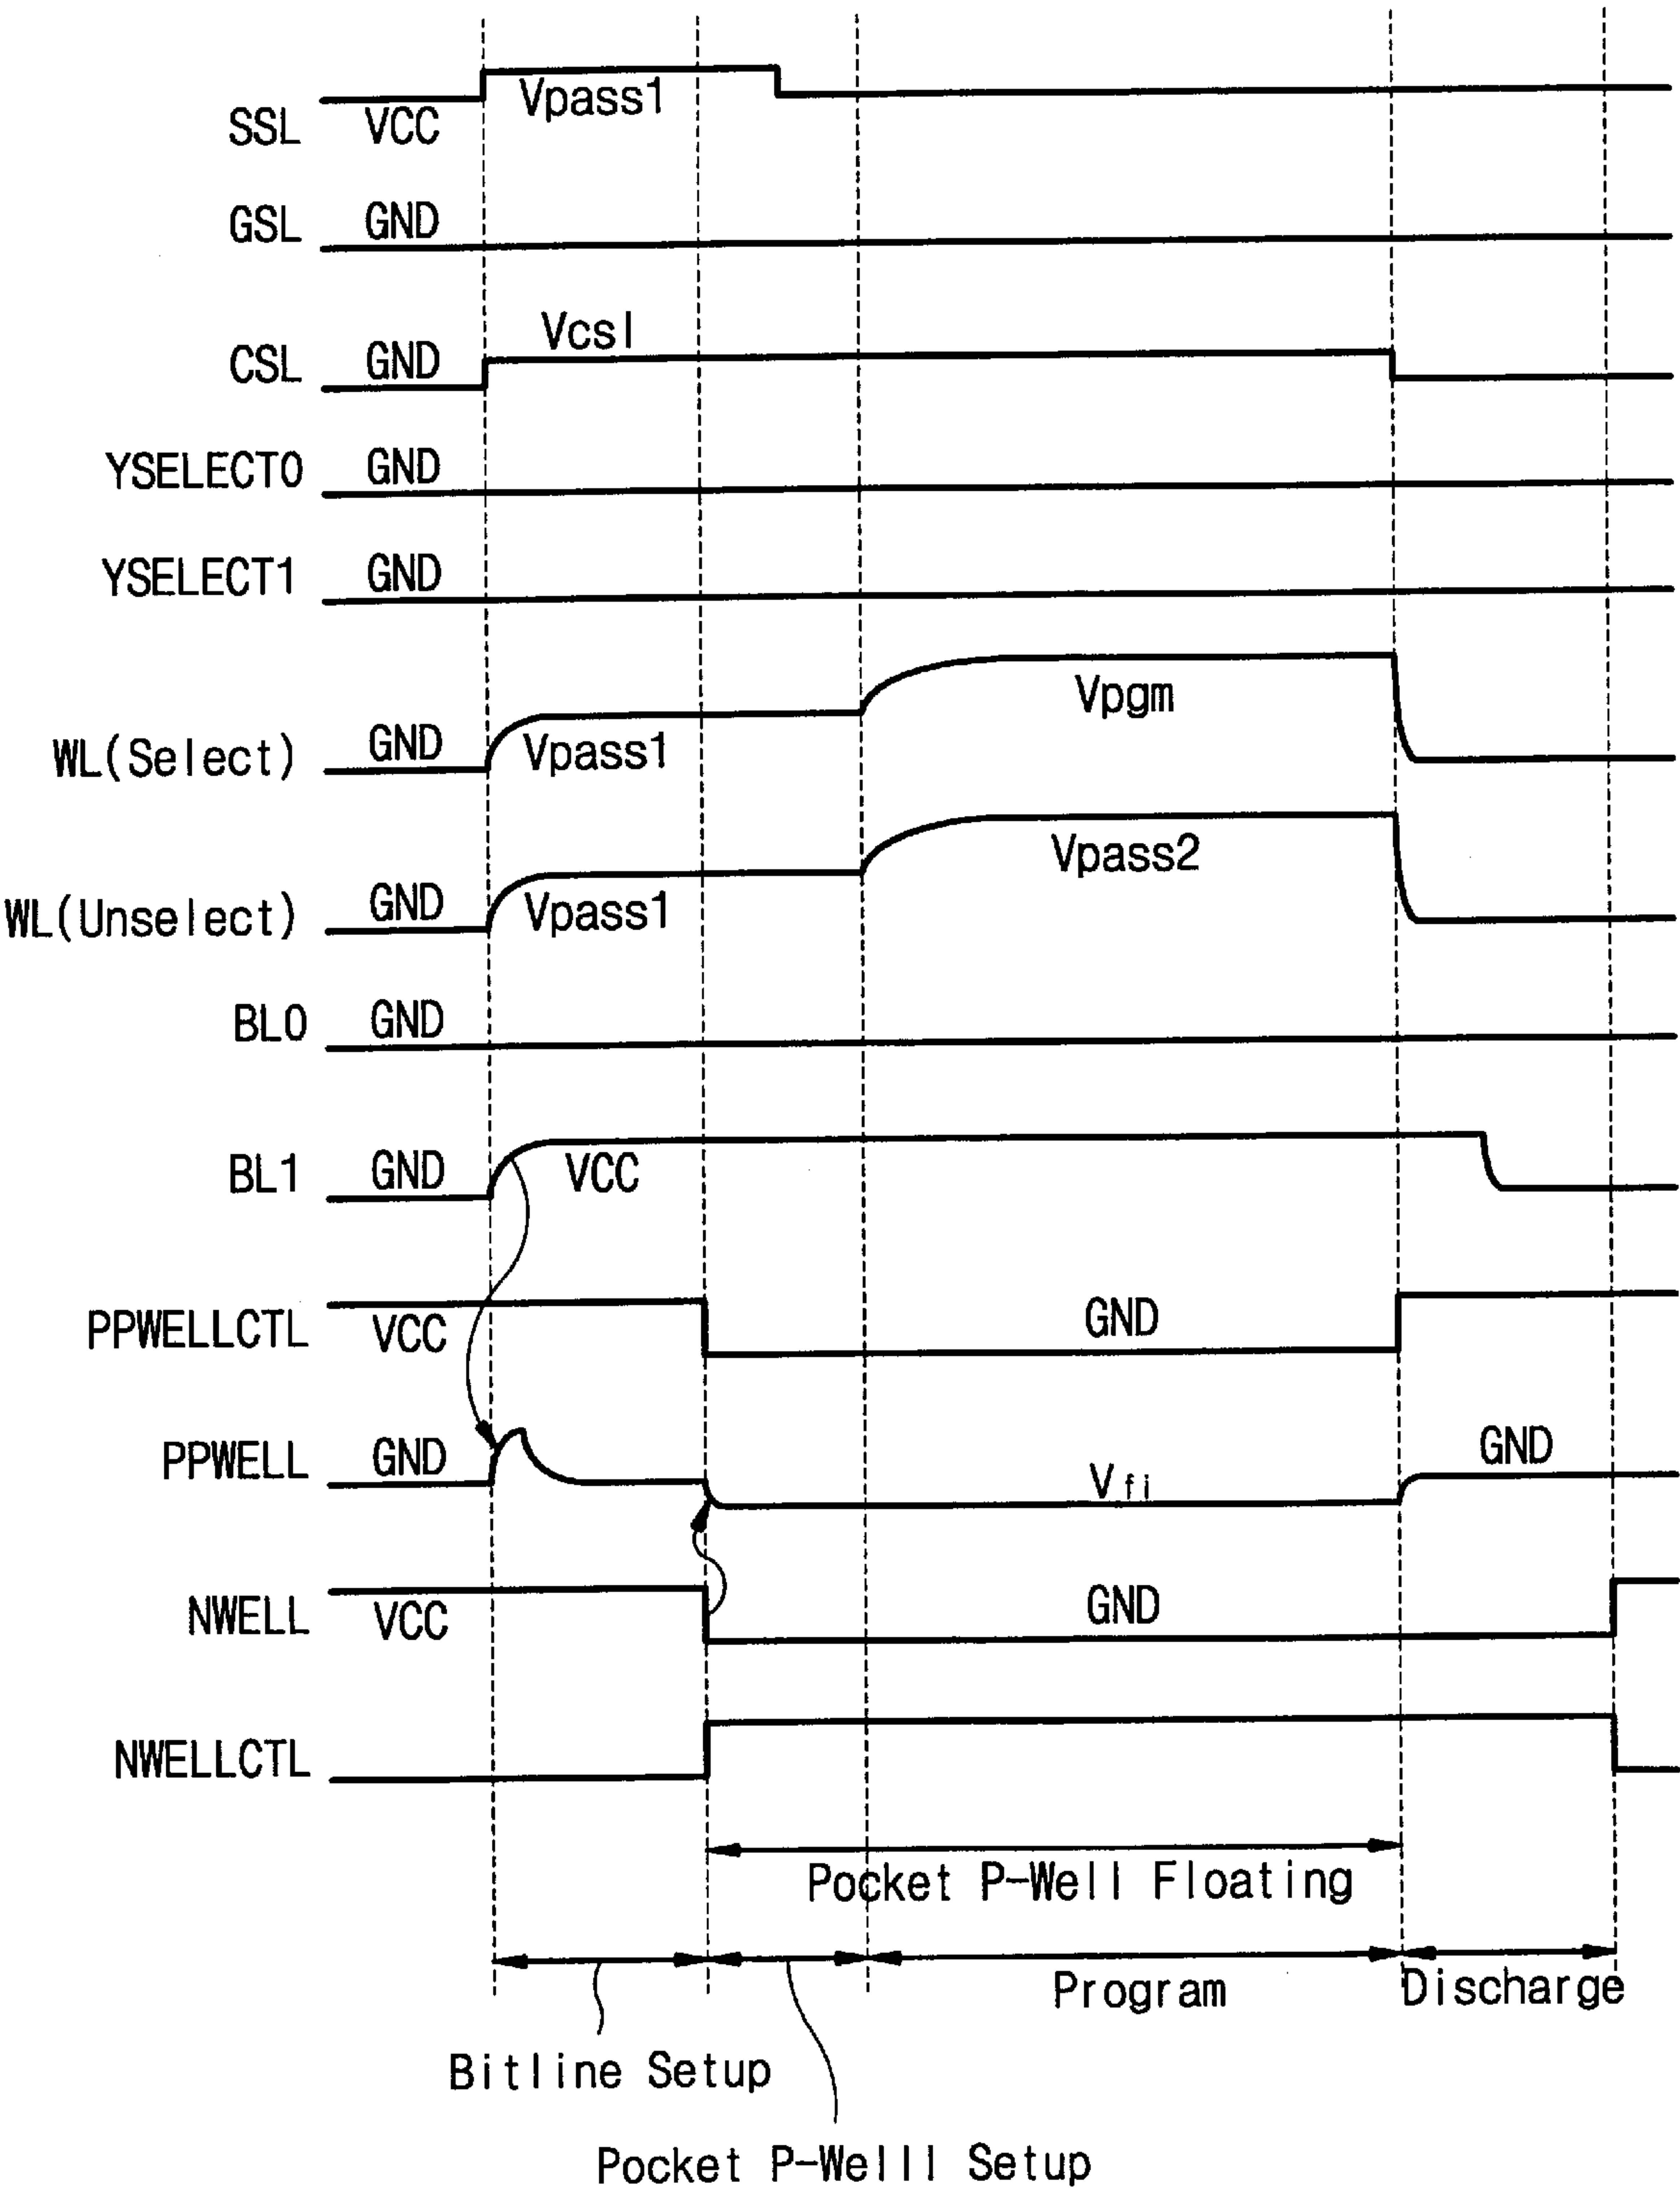 SSL VCC Vpass1
GSL GND
CSL GND Vcsl
YSELECT0 GND
YSELECT1 GND
WL(Select) GND Vpass1 Vpgm
WL(Unselect) GND Vpass1 Vpass2
BL0 GND
BL1 GND VCC
PPWELLCTL VCC GND
PPWELL GND Vfi GND
NWELL VCC GND
NWELLCTL
Pocket P-Well Floating
Program Discharge
Bitline Setup
Pocket P-Welll Setup